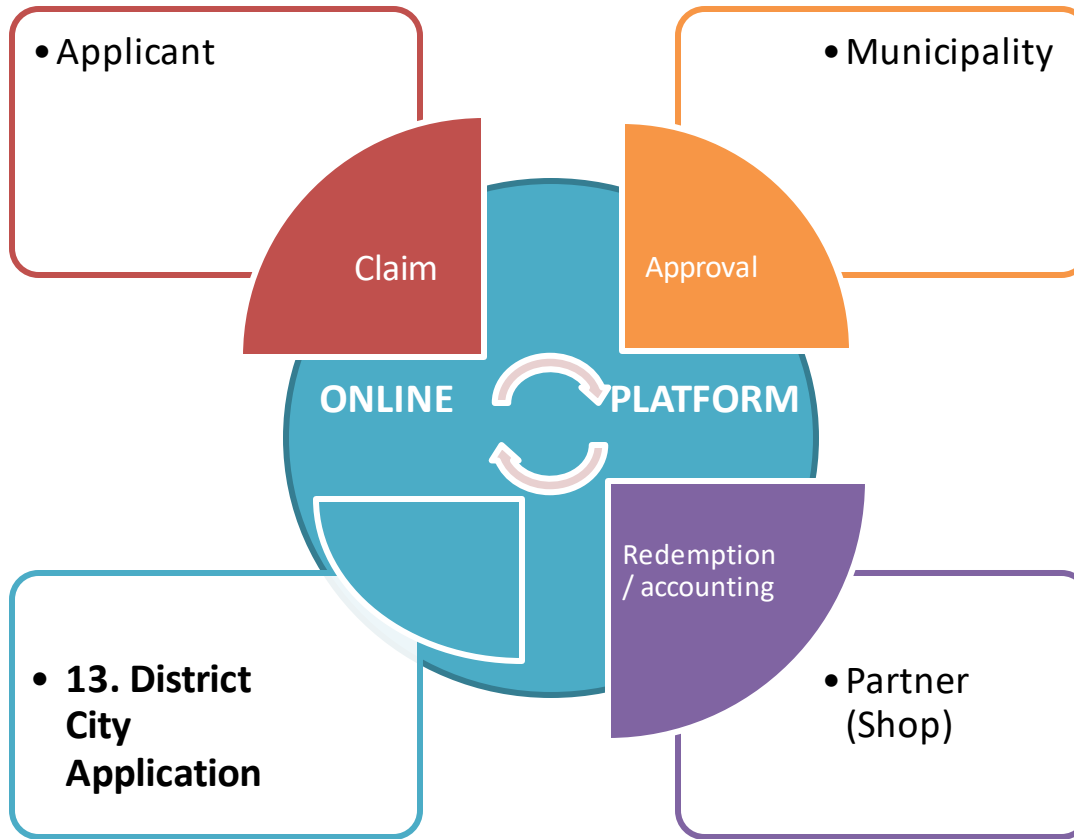 • Applicant
• Municipality
Claim
Approval
ONLINE
PLATFORM
Redemption
/ accounting
• 13. District
City
Application
• Partner
(Shop)